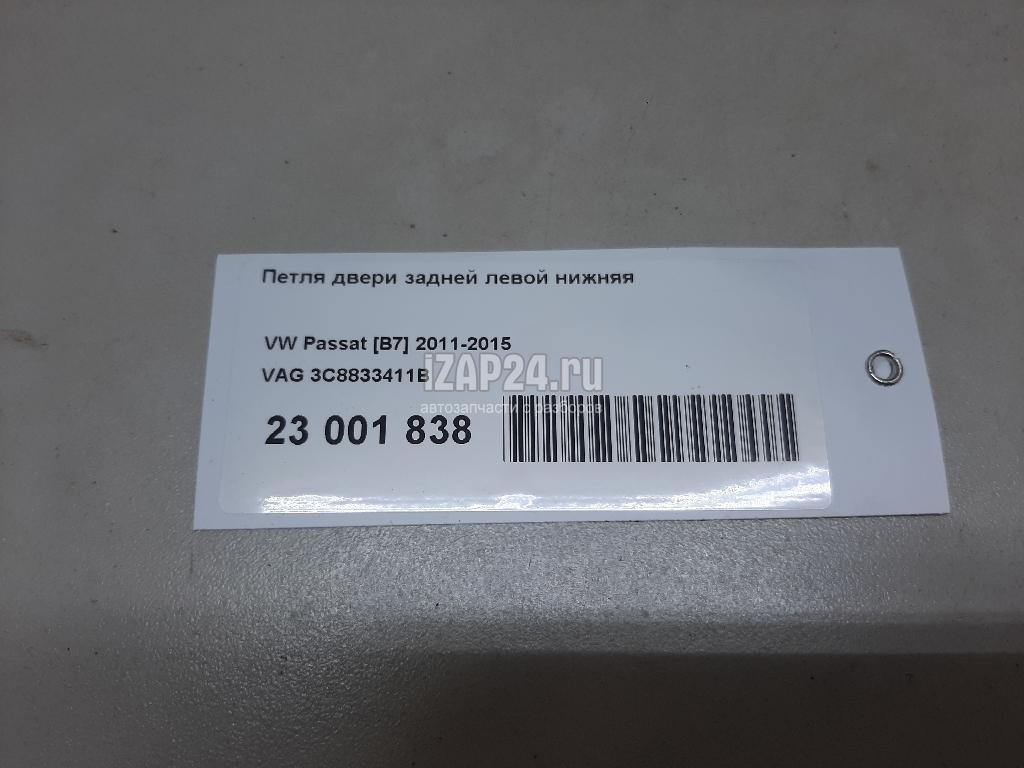 Петля двери задней левой нижняя
VW Passat [B7] 2011-2015
iZAP24.ru
VAG 3C8833411B
автозапчасти с разборов
23 001 838